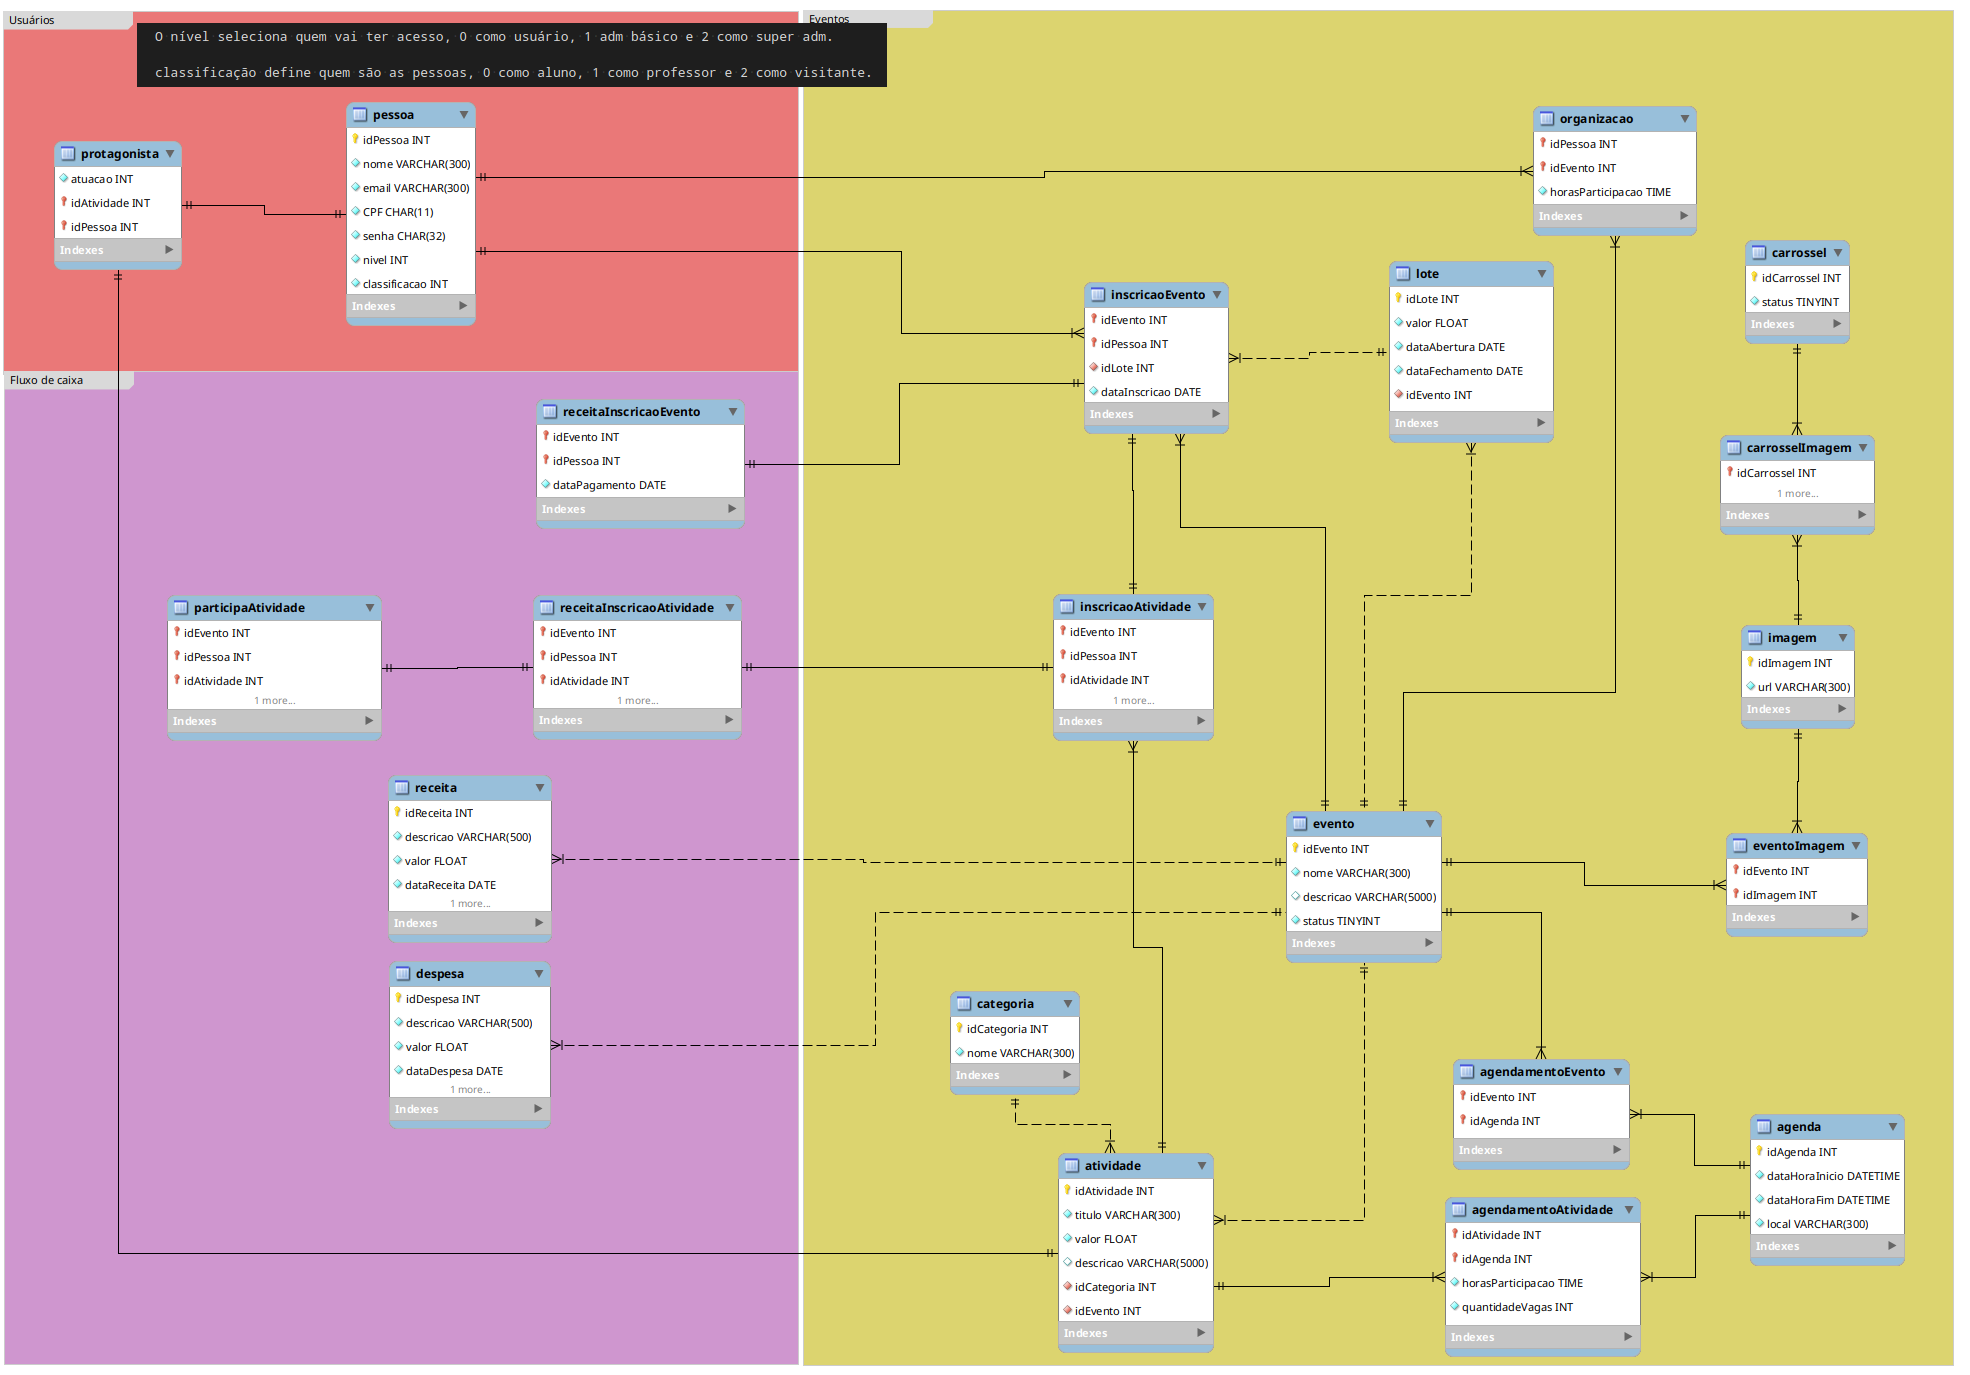 Usuários
O nível seleciona quem vai ter acesso, 0 como usuário, 1 adm básico e 2 como super adm.
classificação define quem são as pessoas, 0 como aluno, 1 como professor e 2 como visitante.
protagonista
atuacao INT
idAtividade INT
idPessoa INT
Indexes
pessoa
idPessoa INT
nome VARCHAR(300)
email VARCHAR(300)
CPF CHAR(11)
senha CHAR(32)
nivel INT
classificacao INT
Indexes
Fluxo de caixa
receitaInscricaoEvento
idEvento INT
idPessoa INT
dataPagamento DATE
Indexes
participaAtividade
idEvento INT
idPessoa INT
idAtividade INT
1 more...
Indexes
receitaInscricaoAtividade
idEvento INT
idPessoa INT
idAtividade INT
1 more...
Indexes
receita
idReceita INT
descricao VARCHAR(500)
valor FLOAT
dataReceita DATE
1 more...
Indexes
despesa
idDespesa INT
descricao VARCHAR(500)
valor FLOAT
dataDespesa DATE
1 more...
Indexes
Eventos
organizacao
idPessoa INT
idEvento INT
horasParticipacao TIME
Indexes
inscricaoEvento
idEvento INT
idPessoa INT
idLote INT
dataInscricao DATE
Indexes
lote
idLote INT
valor FLOAT
dataAbertura DATE
dataFechamento DATE
idEvento INT
Indexes
carrossel
idCarrossel INT
status TINYINT
Indexes
carrosselImagem
idCarrossel INT
1 more...
Indexes
inscricaoAtividade
idEvento INT
idPessoa INT
idAtividade INT
1 more...
Indexes
imagem
idImagem INT
url VARCHAR(300)
Indexes
evento
idEvento INT
nome VARCHAR(300)
descricao VARCHAR(5000)
status TINYINT
Indexes
eventoImagem
idEvento INT
idImagem INT
Indexes
categoria
idCategoria INT
nome VARCHAR(300)
Indexes
agendamentoEvento
idEvento INT
idAgenda INT
Indexes
agenda
idAgenda INT
dataHoraInicio DATETIME
dataHoraFim DATETIME
local VARCHAR(300)
Indexes
atividade
idAtividade INT
titulo VARCHAR(300)
valor FLOAT
descricao VARCHAR(5000)
idCategoria INT
idEvento INT
Indexes
agendamentoAtividade
idAtividade INT
idAgenda INT
horasParticipacao TIME
quantidadeVagas INT
Indexes